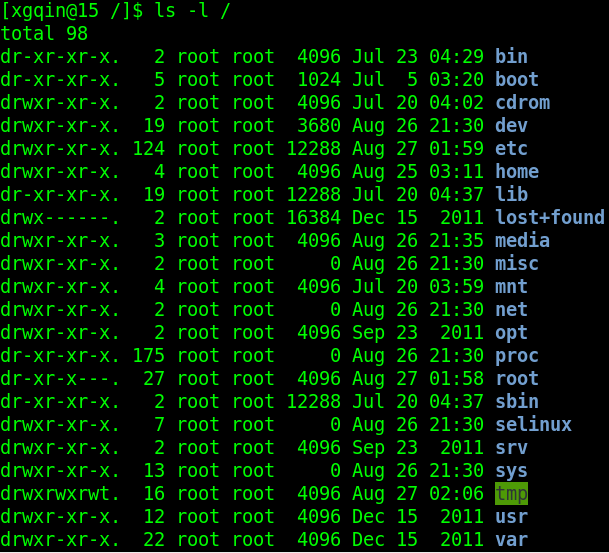 [xgqin@15 /]$ ls -l /
total 98
dr-xr-xr-x.   2 root root  4096 Jul 23 04:29 bin
dr-xr-xr-x.   5 root root  1024 Jul  5 03:20 boot
drwxr-xr-x.   2 root root  4096 Jul 20 04:02 cdrom
drwxr-xr-x.  19 root root  3680 Aug 26 21:30 dev
drwxr-xr-x. 124 root root 12288 Aug 27 01:59 etc
drwxr-xr-x.   4 root root  4096 Aug 25 03:11 home
dr-xr-xr-x.  19 root root 12288 Jul 20 04:37 lib
drwx------.   2 root root 16384 Dec 15  2011 lost+found
drwxr-xr-x.   3 root root  4096 Aug 26 21:35 media
drwxr-xr-x.   2 root root     0 Aug 26 21:30 misc
drwxr-xr-x.   4 root root  4096 Jul 20 03:59 mnt
drwxr-xr-x.   2 root root     0 Aug 26 21:30 net
drwxr-xr-x.   2 root root  4096 Sep 23  2011 opt
dr-xr-xr-x. 175 root root     0 Aug 26 21:30 proc
dr-xr-x---.  27 root root  4096 Aug 27 01:58 root
dr-xr-xr-x.   2 root root 12288 Jul 20 04:37 sbin
drwxr-xr-x.   7 root root     0 Aug 26 21:30 selinux
drwxr-xr-x.   2 root root  4096 Sep 23  2011 srv
drwxr-xr-x.  13 root root     0 Aug 26 21:30 sys
drwxrwxrwt.  16 root root  4096 Aug 27 02:06 tmp
drwxr-xr-x.  12 root root  4096 Dec 15  2011 usr
drwxr-xr-x.  22 root root  4096 Dec 15  2011 var